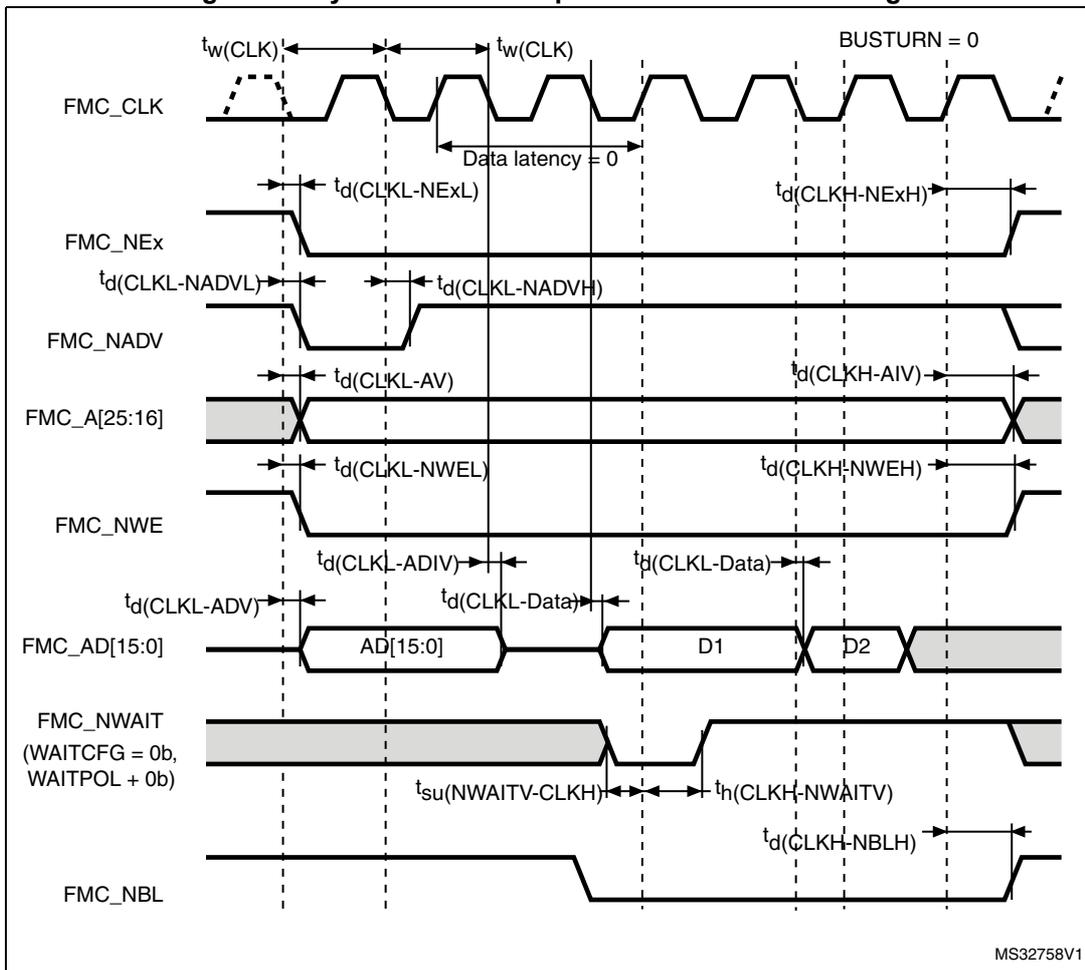 tw(CLK) tw(CLK) BUSTURN = 0
FMC_CLK
Data latency = 0
td(CLKL-NExL) td(CLKH-NExH)
FMC_NEx
td(CLKL-NADVL) td(CLKL-NADVH)
FMC_NADV
td(CLKL-AV) td(CLKH-AIV)
FMC_A[25:16]
td(CLKL-NWEL) td(CLKH-NWEH)
FMC_NWE
td(CLKL-ADIV) td(CLKL-Data)
td(CLKL-ADV) td(CLKL-Data)
FMC_AD[15:0] AD[15:0] D1 D2
FMC_NWAIT
(WAITCFG = 0b,
WAITPOL + 0b)
tsu(NWAITV-CLKH) th(CLKH-NWAITV)
td(CLKH-NBLH)
FMC_NBL
MS32758V1